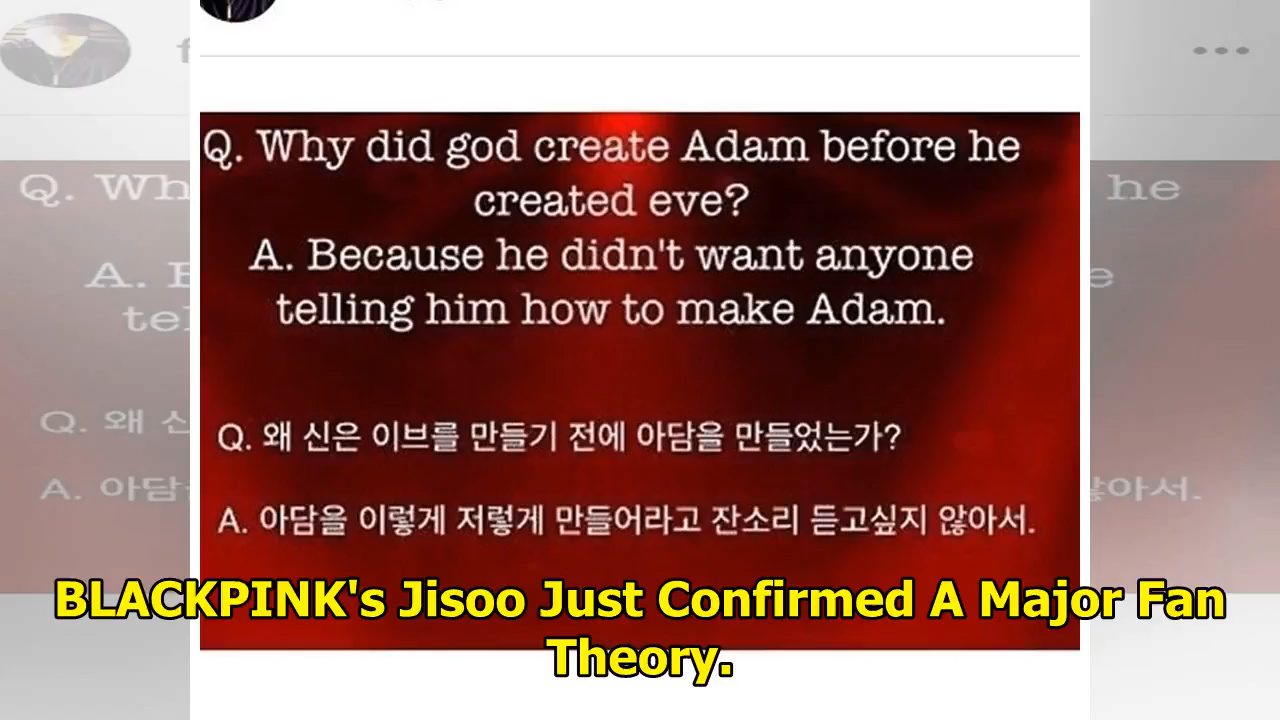 Q. Why did god create Adam before he
created eve?
A. Because he didn't want anyone
telling him how to make Adam.
Q. 왜 신은 이브를 만들기 전에 아담을 만들었는가?
A. 아담을 이렇게 저렇게 만들어라고 잔소리 듣고싶지 않아서.
BLACKPINK's Jisoo Just Confirmed A Major Fan
Theory.